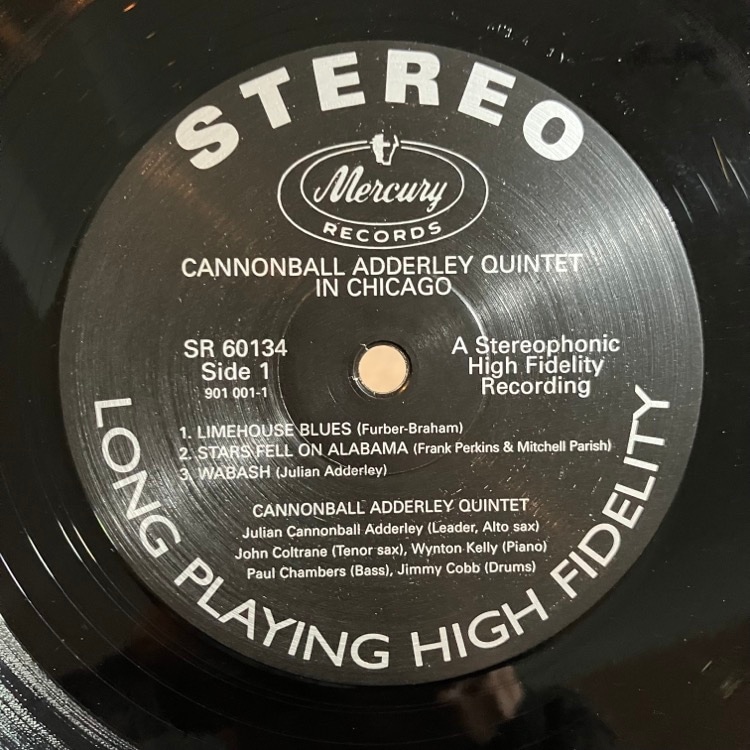 STEREO
Mercury
RECORDS
CANNONBALL ADDERLEY QUINTET
IN CHICAGO
SR 60134
Side 1
901 001-1
A Stereophonic
High Fidelity
Recording
1. LIMEHOUSE BLUES (Furber-Braham)
2. STARS FELL ON ALABAMA (Frank Perkins & Mitchell Parish)
3. WABASH (Julian Adderley)
CANNONBALL ADDERLEY QUINTET
Julian Cannonball Adderley (Leader, Alto sax)
John Coltrane (Tenor sax), Wynton Kelly (Piano)
Paul Chambers (Bass), Jimmy Cobb (Drums)
LONG PLAYING HIGH FIDELITY